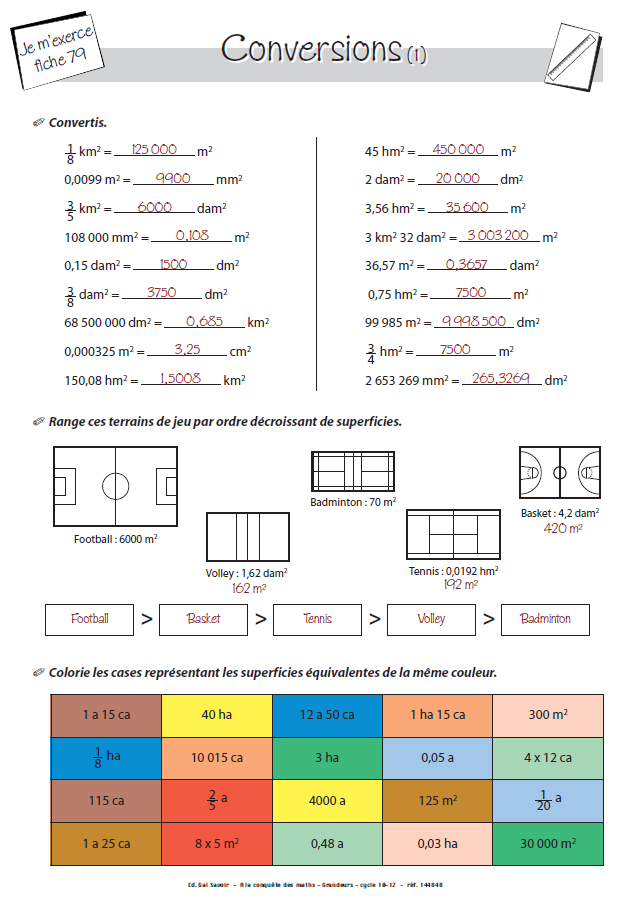 Je m'exerce
fiche 79
Conversions (1)
Convertis.
1/8 km² = 125 000 m²
0,0099 m² = 9900 mm²
3/5 km² = 6000 dam²
108 000 mm² = 0,108 m²
0,15 dam² = 1500 dm²
3/8 dam² = 3750 dm²
68 500 000 dm² = 0,685 km²
0,000325 m² = 3,25 cm²
150,08 hm² = 1,5008 km²
45 hm² = 450 000 m²
2 dam² = 20 000 dm²
3,56 hm² = 35 600 m²
3 km² 32 dam² = 3 003 200 m²
36,57 m² = 0,3657 dam²
0,75 hm² = 7500 m²
99 985 m² = 9 998 500 dm²
3/4 hm² = 7500 m²
2 653 269 mm² = 265,3269 dm²
Range ces terrains de jeu par ordre décroissant de superficies.
Football : 6000 m²
Volley : 1,62 dam²
162 m²
Badminton : 70 m²
Tennis : 0,0192 hm²
192 m²
Basket : 4,2 dam²
420 m²
Football > Basket > Tennis > Volley > Badminton
Colorie les cases représentant les superficies équivalentes de la même couleur.
1 a 15 ca 40 ha 12 a 50 ca 1 ha 15 ca 300 m²
1/8 ha 10 015 ca 3 ha 0,05 a 4 x 12 ca
115 ca 2/5 a 4000 a 125 m² 1/20 a
1 a 25 ca 8 x 5 m² 0,48 a 0,03 ha 30 000 m²
Ed. Gai Savoir - A la conquête des maths - Grandeurs - cycle 10-12 - réf. 144848